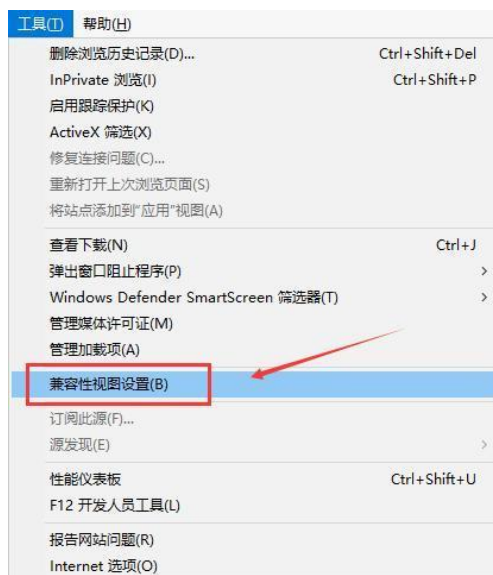 工具(T) 帮助(H)
删除浏览历史记录(D)... Ctrl+Shift+Del
InPrivate 浏览(I) Ctrl+Shift+P
启用跟踪保护(K)
ActiveX 筛选(X)
修复连接问题(C)...
重新打开上次浏览页面(S)
将站点添加到“应用”视图(A)
查看下载(N) Ctrl+J
弹出窗口阻止程序(P)
Windows Defender SmartScreen 筛选器(T)
管理媒体许可证(M)
管理加载项(A)
兼容性视图设置(B)
订阅此源(F)...
源发现(E)
性能仪表板 Ctrl+Shift+U
F12 开发人员工具(L)
报告网站问题(R)
Internet 选项(O)